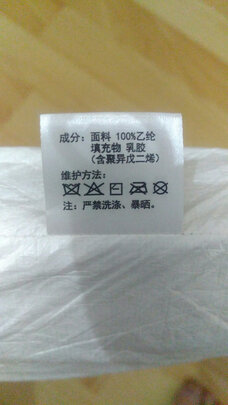 成分：面料 100%乙纶
填充物 乳胶
（含聚异戊二烯）
维护方法：
注：严禁洗涤、暴晒。